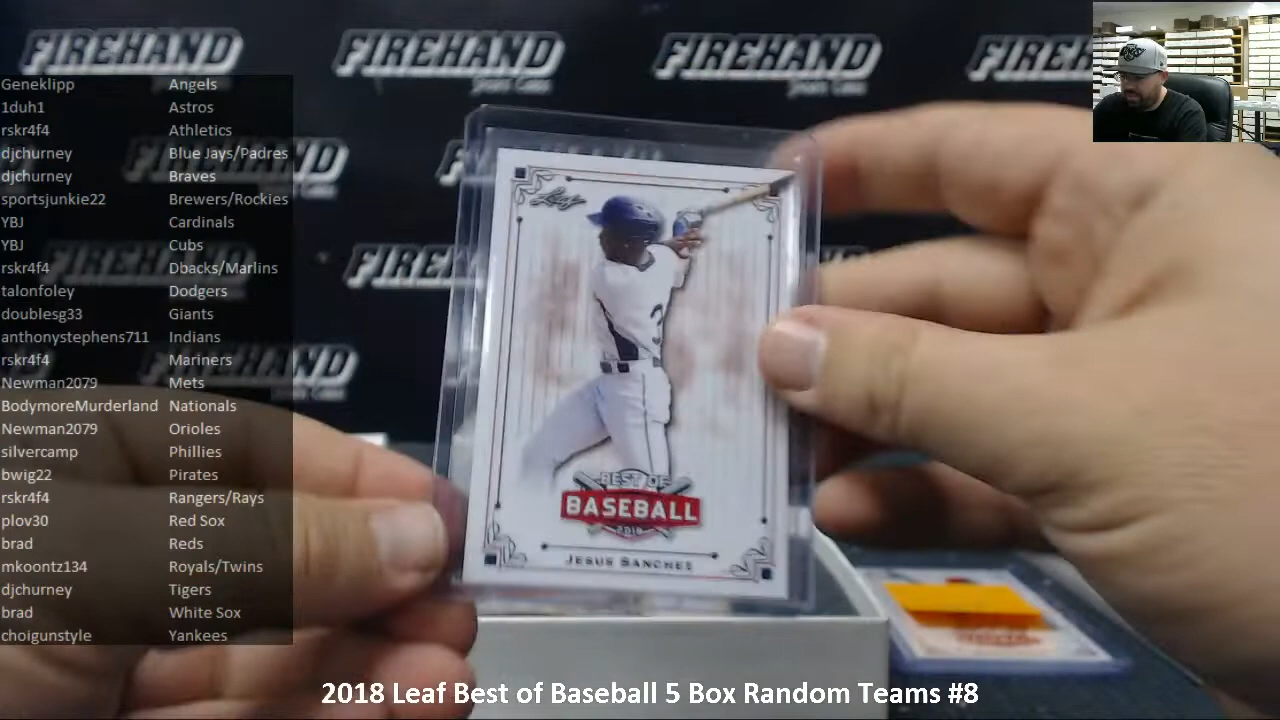 FIREHAND FIREHAND FIREHAND FIREHAND
Geneklipp Angels
1duh1 Astros
rskr4f4 Athletics
djchurney Blue Jays/Padres
djchurney Braves
sportsjunkie22 Brewers/Rockies
YBJ Cardinals
YBJ Cubs
rskr4f4 Dbacks/Marlins
talonfoley Dodgers
doublesg33 Giants
anthonystephens711 Indians
rskr4f4 Mariners
Newman2079 Mets
BodymoreMurderland Nationals
Newman2079 Orioles
silvercamp Phillies
bwig22 Pirates
rskr4f4 Rangers/Rays
plov30 Red Sox
brad Reds
mkoontz134 Royals/Twins
djchurney Tigers
brad White Sox
choigunstyle Yankees
Leaf
3
BEST OF
BASEBALL
2018
JESUS SANCHEZ
2018 Leaf Best of Baseball 5 Box Random Teams #8